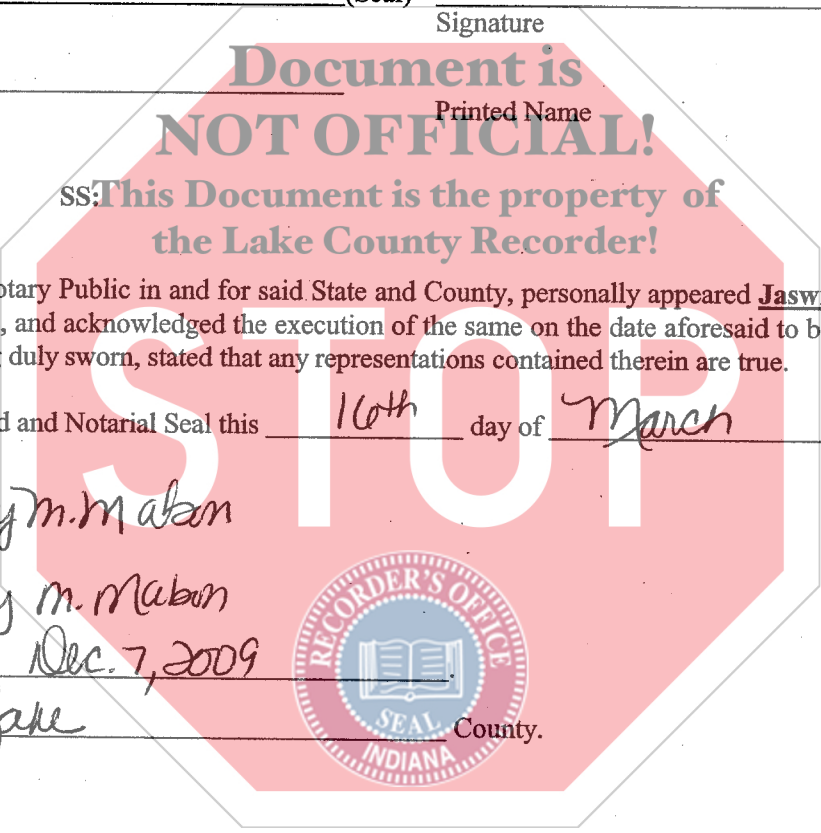 (Seal)
Signature
Document is
Printed Name
NOT OFFICIAL!
SS:
This Document is the property of
the Lake County Recorder!
otary Public in and for said State and County, personally appeared Jasw
, and acknowledged the execution of the same on the date aforesaid to b
duly sworn, stated that any representations contained therein are true.
d and Notarial Seal this 16th day of March
STOP
y M. Mabon
y M. Mabon
Dec. 7, 2009
ake County.
RECORDER'S OFFICE
SEAL
INDIANA